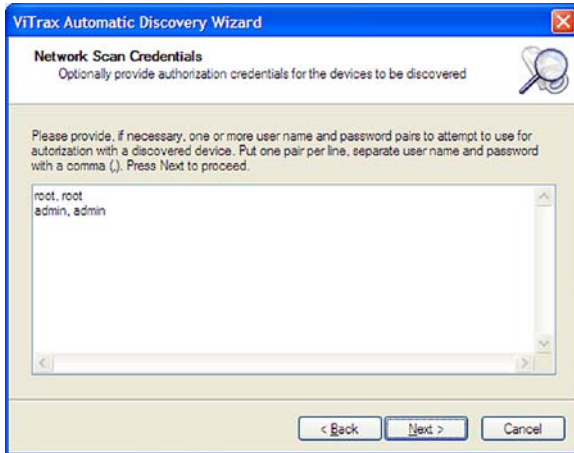 ViTrax Automatic Discovery Wizard
Network Scan Credentials
Optionally provide authorization credentials for the devices to be discovered
Please provide, if necessary, one or more user name and password pairs to attempt to use for
autorization with a discovered device. Put one pair per line, separate user name and password
with a comma (,). Press Next to proceed.
root, root
admin, admin
< Back
Next >
Cancel